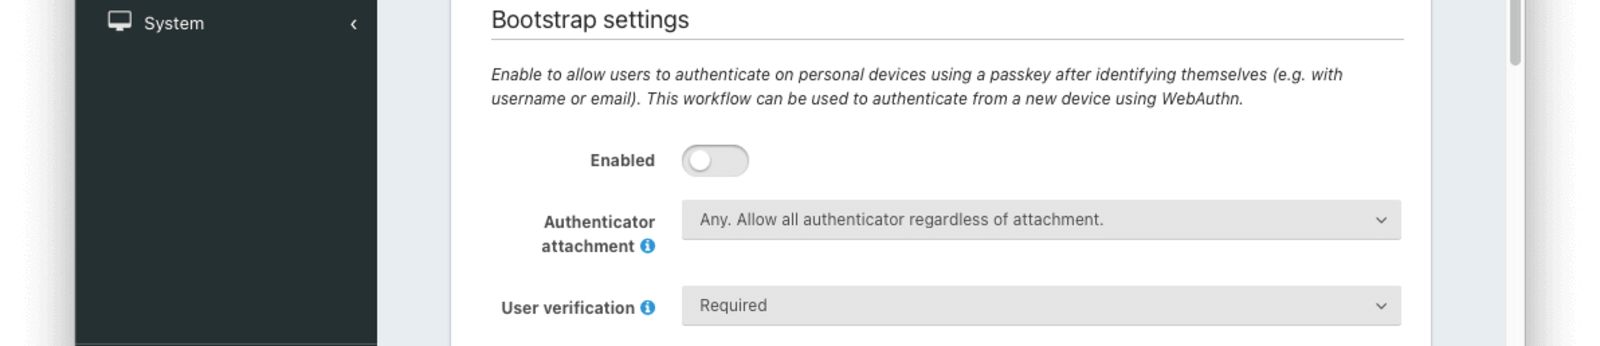 System
Bootstrap settings
Enable to allow users to authenticate on personal devices using a passkey after identifying themselves (e.g. with
username or email). This workflow can be used to authenticate from a new device using WebAuthn.
Enabled
Authenticator
attachment
Any. Allow all authenticator regardless of attachment.
User verification
Required